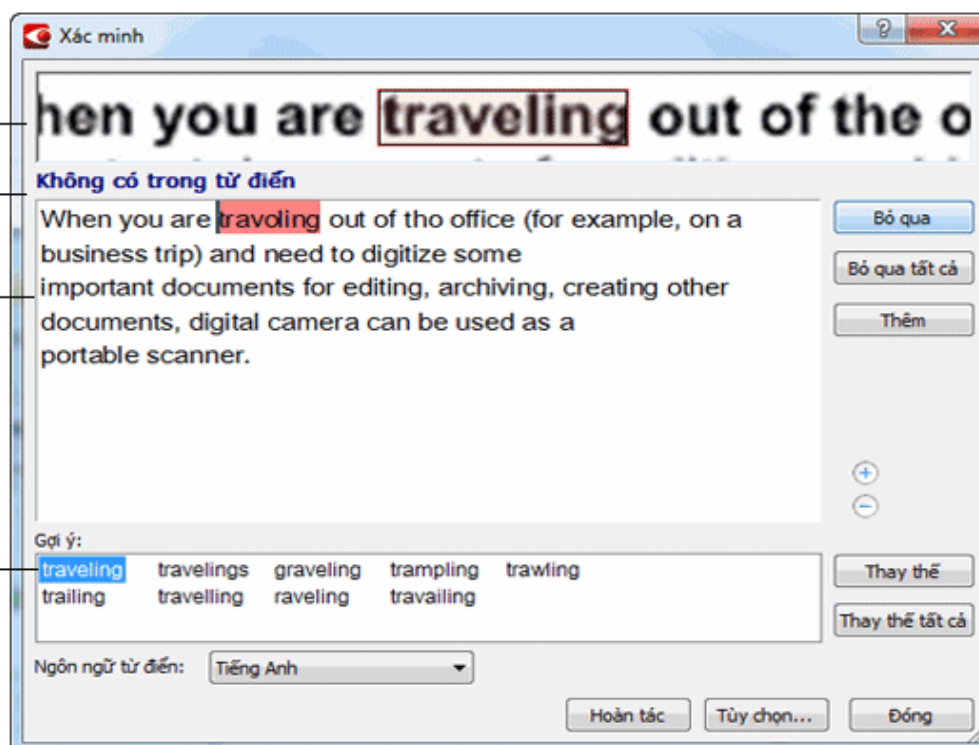 Xác minh
hen you are traveling out of the o
Không có trong từ điển
When you are travoling out of tho office (for example, on a
business trip) and need to digitize some
important documents for editing, archiving, creating other
documents, digital camera can be used as a
portable scanner.
Bỏ qua
Bỏ qua tất cả
Thêm
Gợi ý:
traveling travelings graveling trampling trawling
trailing travelling raveling travailing
Thay thế
Thay thế tất cả
Ngôn ngữ từ điển: Tiếng Anh
Hoàn tác Tùy chọn... Đóng